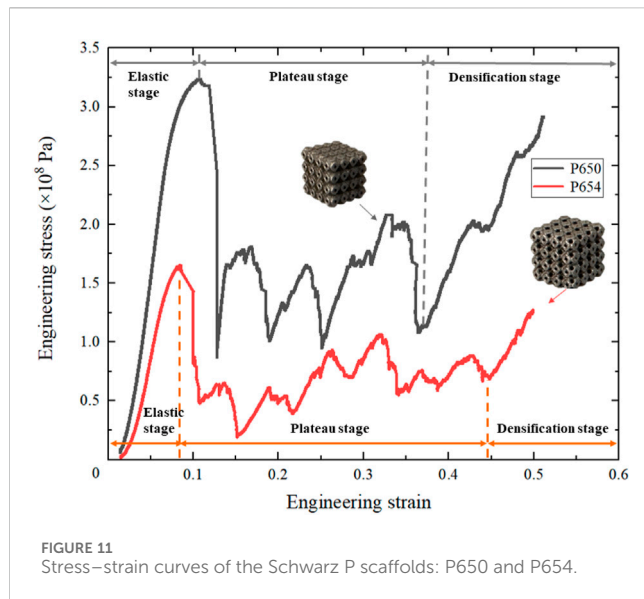 Elastic stage
Plateau stage
Densification stage
3.5
3.0
2.5
2.0
1.5
1.0
0.5
0
Engineering stress (×10⁸ Pa)
P650
P654
Elastic stage
Plateau stage
Densification stage
0.1
0.2
0.3
0.4
0.5
0.6
Engineering strain
FIGURE 11
Stress–strain curves of the Schwarz P scaffolds: P650 and P654.